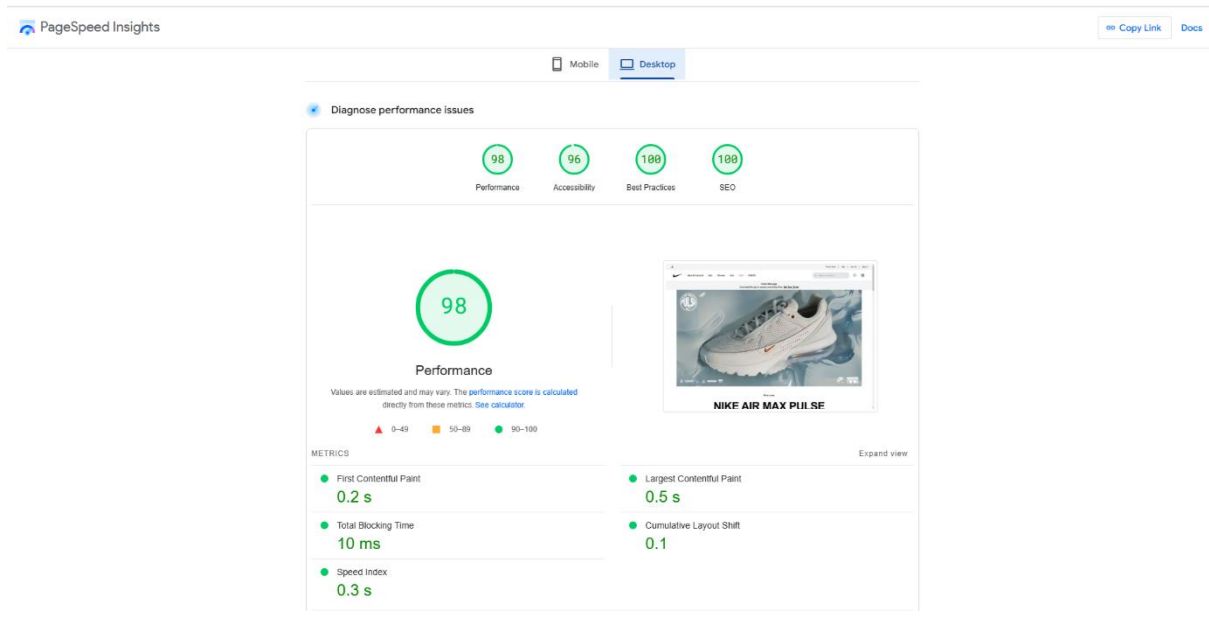 PageSpeed Insights
Copy Link Docs
Mobile Desktop
Diagnose performance issues
98 96 100 100
Performance Accessibility Best Practices SEO
98
Performance
Values are estimated and may vary. The performance score is calculated
directly from these metrics. See calculator.
0–49 50–89 90–100
NIKE AIR MAX PULSE
METRICS Expand view
First Contentful Paint Largest Contentful Paint
0.2 s 0.5 s
Total Blocking Time Cumulative Layout Shift
10 ms 0.1
Speed Index
0.3 s